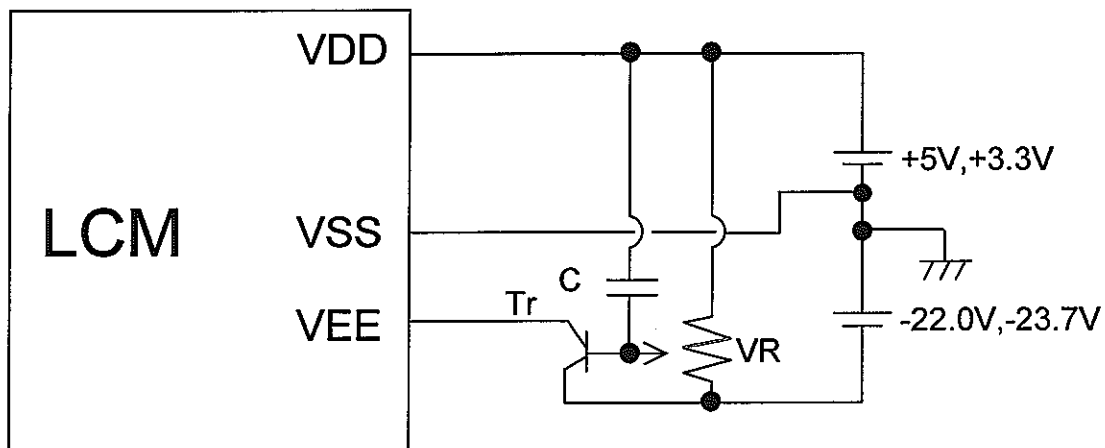 VDD
+5V,+3.3V
LCM
VSS
C
Tr
VEE
-22.0V,-23.7V
VR